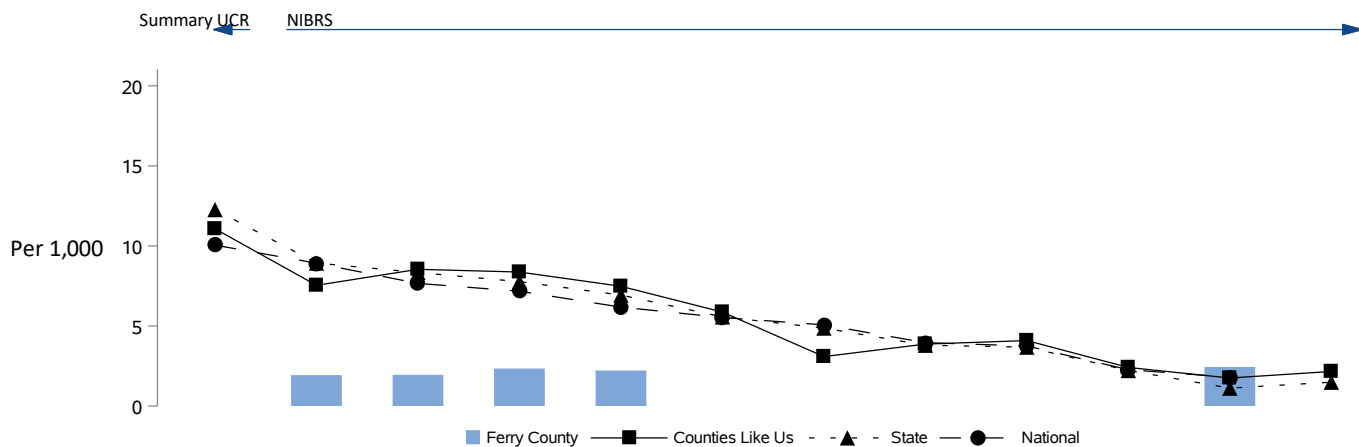 Summary UCR NIBRS
20
15
Per 1,000 10
5
0
Ferry County Counties Like Us State National